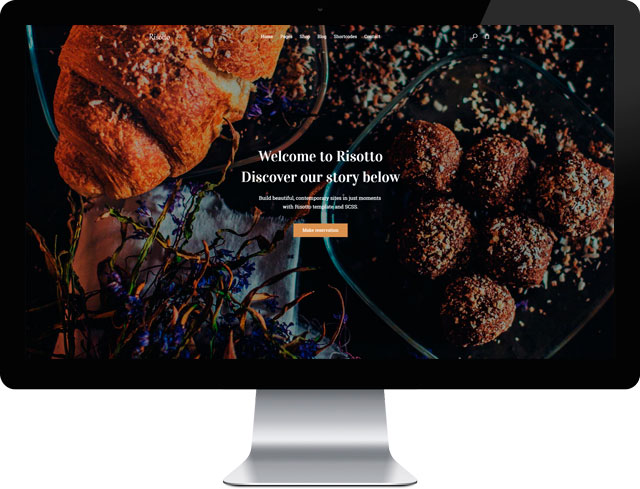 Risotto
Home Pages Shop Blog Shortcodes Contact
Welcome to Risotto
Discover our story below
Build beautiful, contemporary sites in just moments
with Risotto template and SCSS.
Make reservation